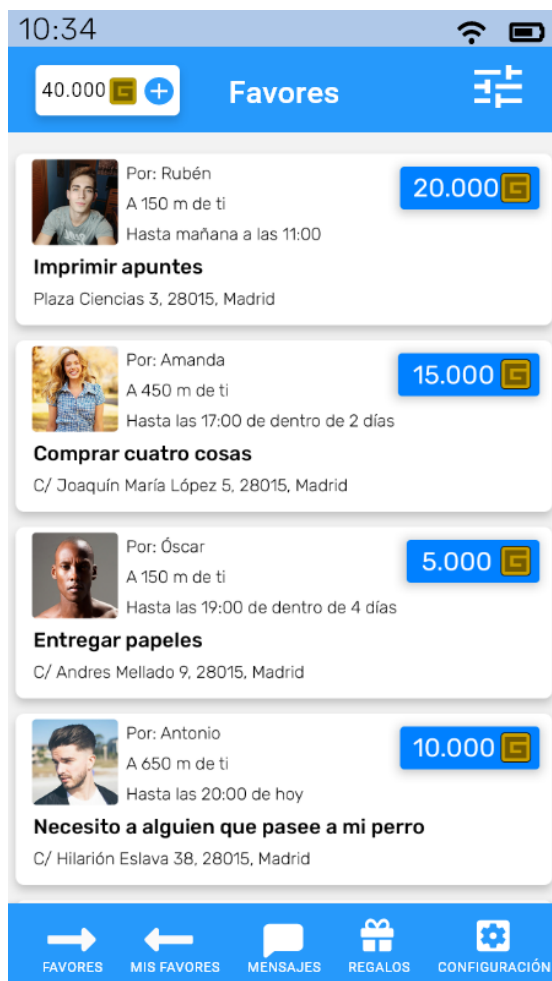 10:34
40.000 G
Favores
Por: Rubén
20.000 G
A 150 m de ti
Hasta mañana a las 11:00
Imprimir apuntes
Plaza Ciencias 3, 28015, Madrid
Por: Amanda
15.000 G
A 450 m de ti
Hasta las 17:00 de dentro de 2 días
Comprar cuatro cosas
C/ Joaquín María López 5, 28015, Madrid
Por: Óscar
5.000 G
A 150 m de ti
Hasta las 19:00 de dentro de 4 días
Entregar papeles
C/ Andres Mellado 9, 28015, Madrid
Por: Antonio
10.000 G
A 650 m de ti
Hasta las 20:00 de hoy
Necesito a alguien que pasee a mi perro
C/ Hilarión Eslava 38, 28015, Madrid
FAVORES MIS FAVORES MENSAJES REGALOS CONFIGURACIÓN